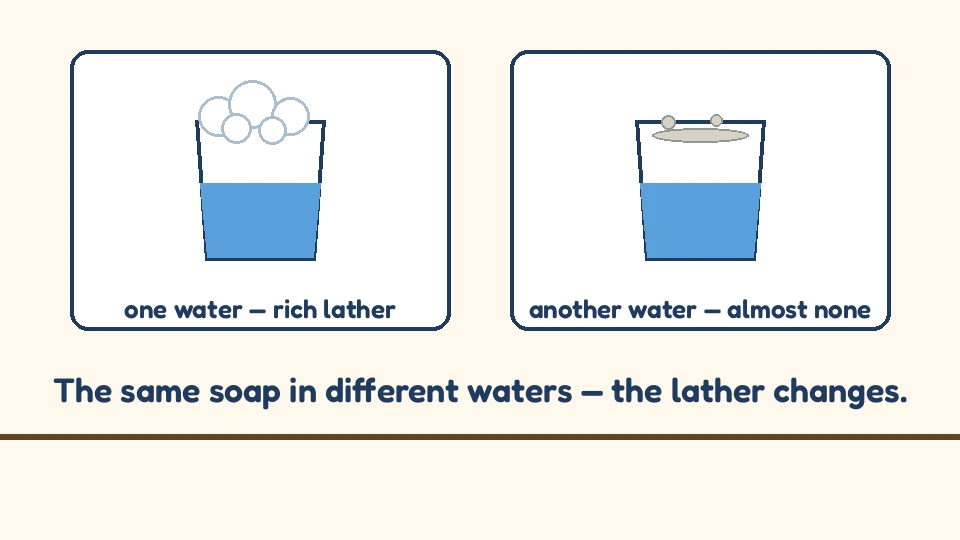 one water — rich lather
another water — almost none
The same soap in different waters — the lather changes.